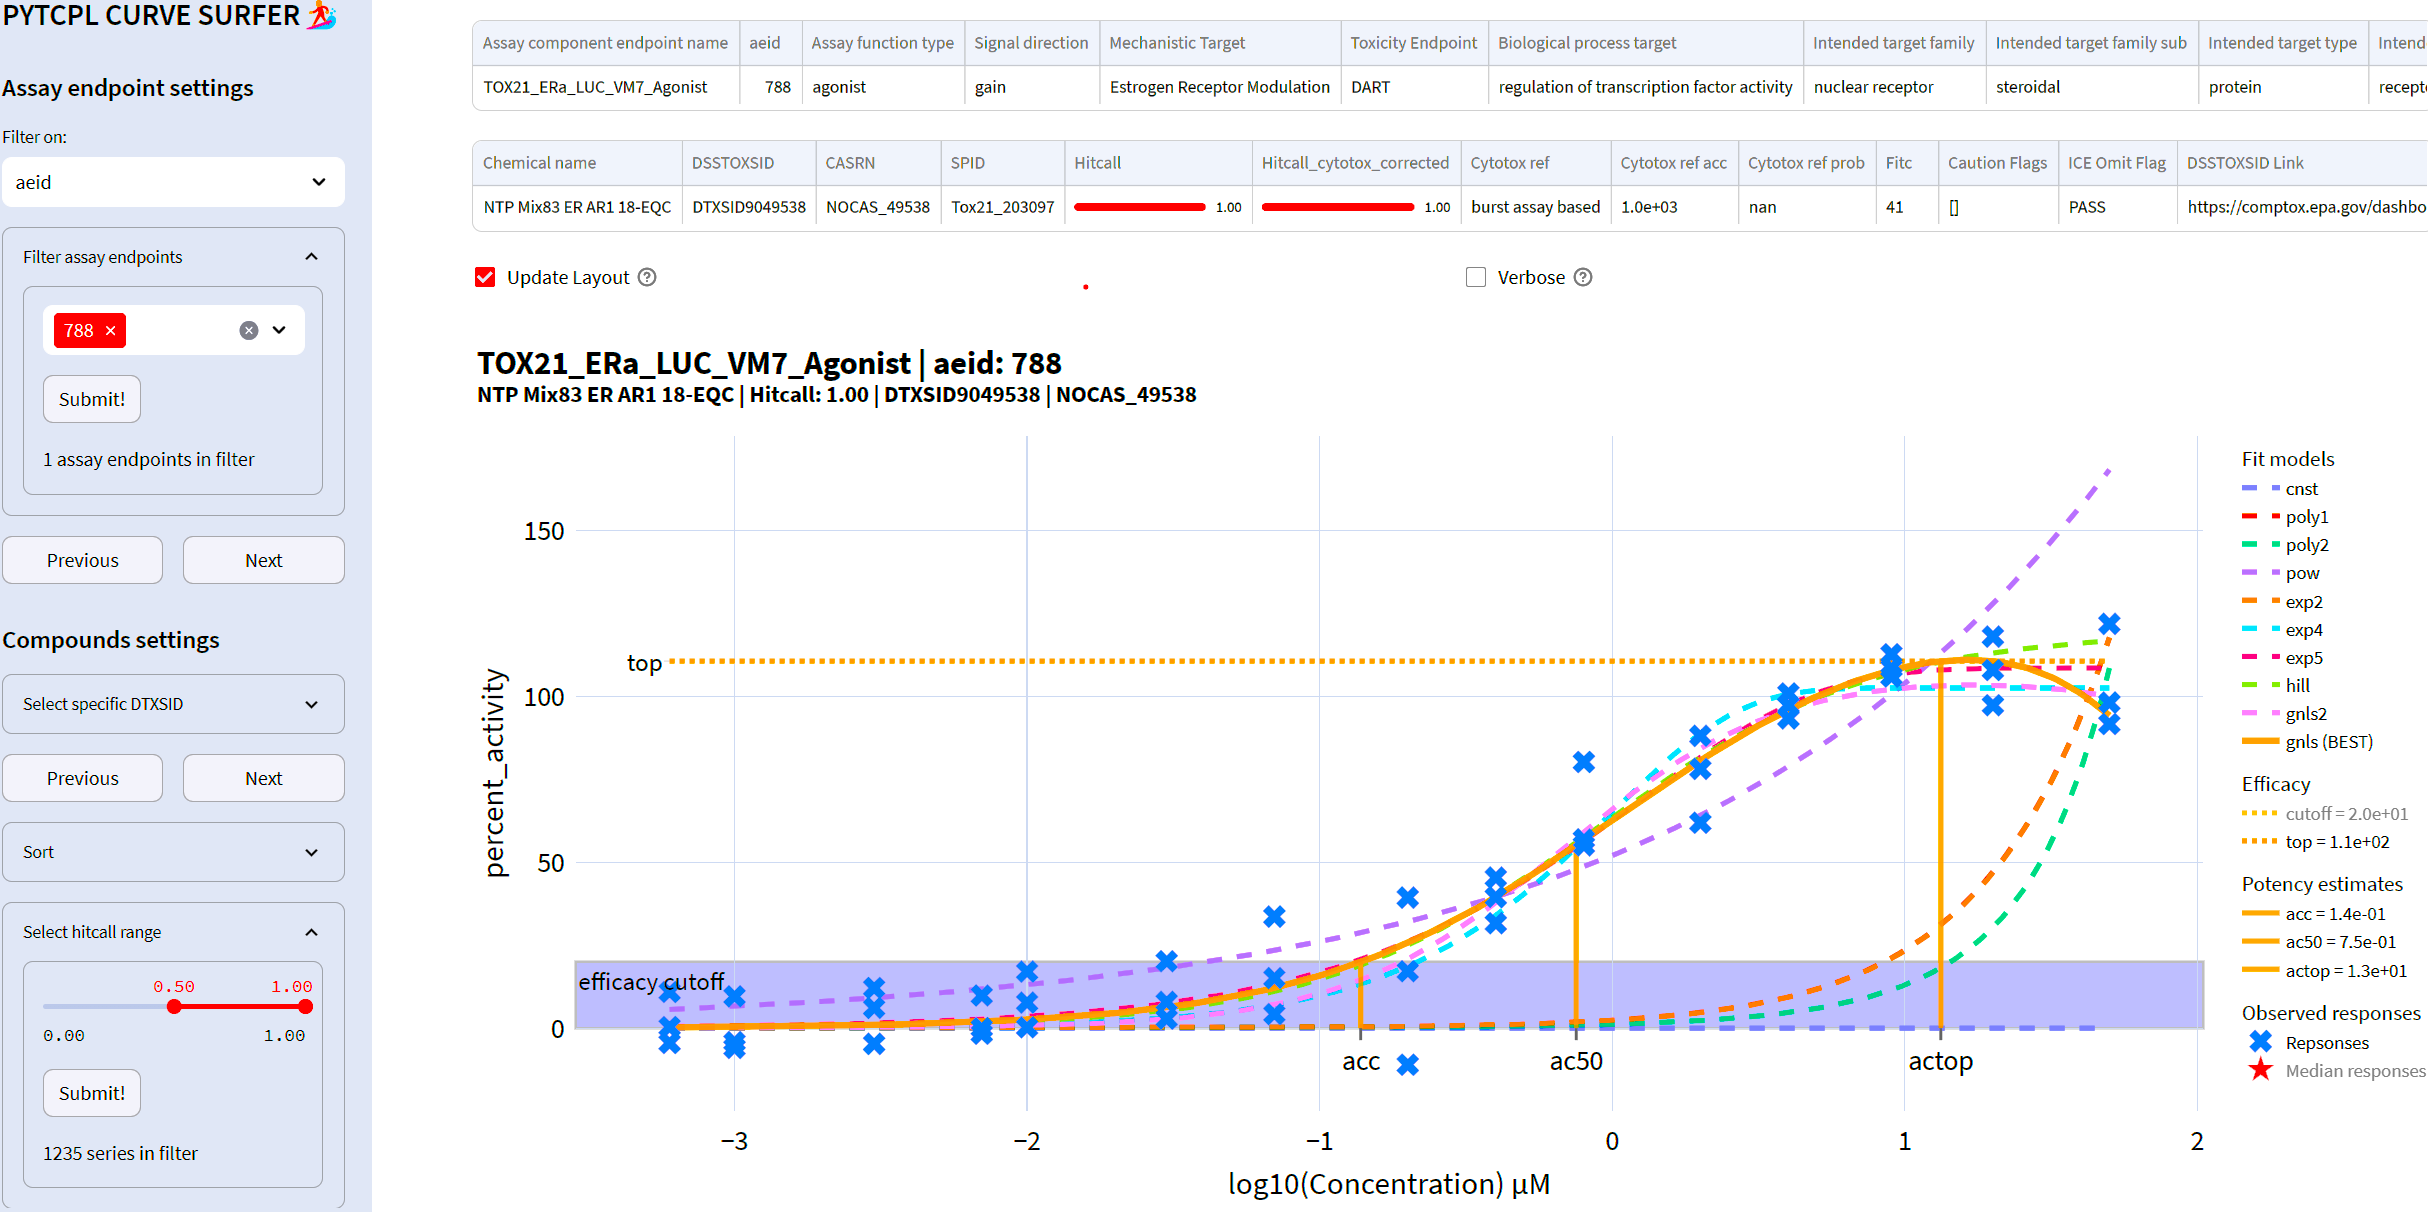 PYTCPL CURVE SURFER
Assay endpoint settings
Filter on:
aeid
Filter assay endpoints
788
Submit!
1 assay endpoints in filter
Previous Next
Compounds settings
Select specific DTXSID
Previous Next
Sort
Select hitcall range
0.50 1.00
0.00 1.00
Submit!
1235 series in filter
Assay component endpoint name aeid Assay function type Signal direction Mechanistic Target Toxicity Endpoint Biological process target Intended target family Intended target family sub Intended target type Intend
TOX21_ERa_LUC_VM7_Agonist 788 agonist gain Estrogen Receptor Modulation DART regulation of transcription factor activity nuclear receptor steroidal protein recepto
Chemical name DSSTOXSID CASRN SPID Hitcall Hitcall_cytotox_corrected Cytotox ref Cytotox ref acc Cytotox ref prob Fitc Caution Flags ICE Omit Flag DSSTOXSID Link
NTP Mix83 ER AR1 18-EQC DTXSID9049538 NOCAS_49538 Tox21_203097 1.00 1.00 burst assay based 1.0e+03 nan 41 [] PASS https://comptox.epa.gov/dashbo
Update Layout Verbose
TOX21_ERa_LUC_VM7_Agonist | aeid: 788
NTP Mix83 ER AR1 18-EQC | Hitcall: 1.00 | DTXSID9049538 | NOCAS_49538
percent_activity
150
100
50
0
top
efficacy cutoff
acc ac50 actop
−3 −2 −1 0 1 2
log10(Concentration) μM
Fit models
cnst
poly1
poly2
pow
exp2
exp4
exp5
hill
gnls2
gnls (BEST)
Efficacy
cutoff = 2.0e+01
top = 1.1e+02
Potency estimates
acc = 1.4e-01
ac50 = 7.5e-01
actop = 1.3e+01
Observed responses
Repsonses
Median responses